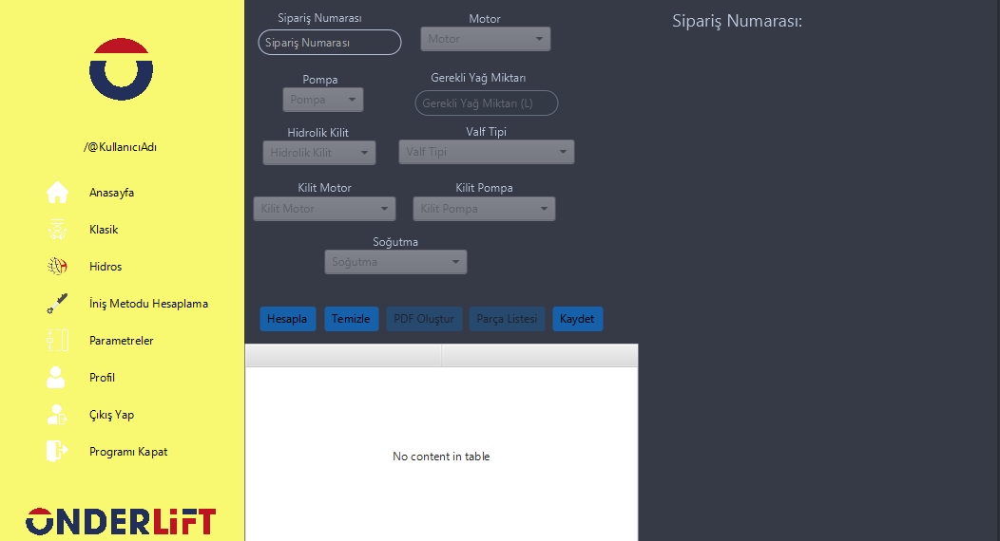 /@KullanıcıAdı
Anasayfa
Klasik
Hidros
İniş Metodu Hesaplama
Parametreler
Profil
Çıkış Yap
Programı Kapat
ONDERLiFT
Sipariş Numarası
Sipariş Numarası
Motor
Motor
Pompa
Pompa
Gerekli Yağ Miktarı
Gerekli Yağ Miktarı (L)
Hidrolik Kilit
Hidrolik Kilit
Valf Tipi
Valf Tipi
Kilit Motor
Kilit Motor
Kilit Pompa
Kilit Pompa
Soğutma
Soğutma
Hesapla
Temizle
PDF Oluştur
Parça Listesi
Kaydet
No content in table
Sipariş Numarası: